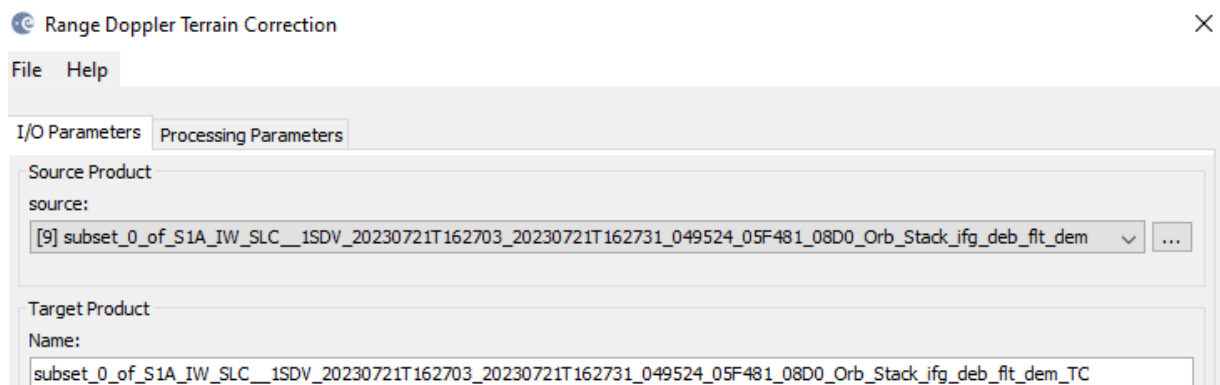 Range Doppler Terrain Correction
File Help
I/O Parameters Processing Parameters
Source Product
source:
[9] subset_0_of_S1A_IW_SLC__1SDV_20230721T162703_20230721T162731_049524_05F481_08D0_Orb_Stack_ifg_deb_flt_dem ...
Target Product
Name:
subset_0_of_S1A_IW_SLC__1SDV_20230721T162703_20230721T162731_049524_05F481_08D0_Orb_Stack_ifg_deb_flt_dem_TC